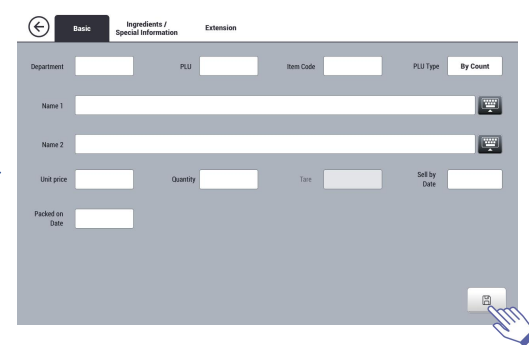 Basic
Ingredients /
Special Information
Extension
Department
PLU
Item Code
PLU Type
By Count
Name 1
Name 2
Unit price
Quantity
Tare
Sell by
Date
Packed on
Date